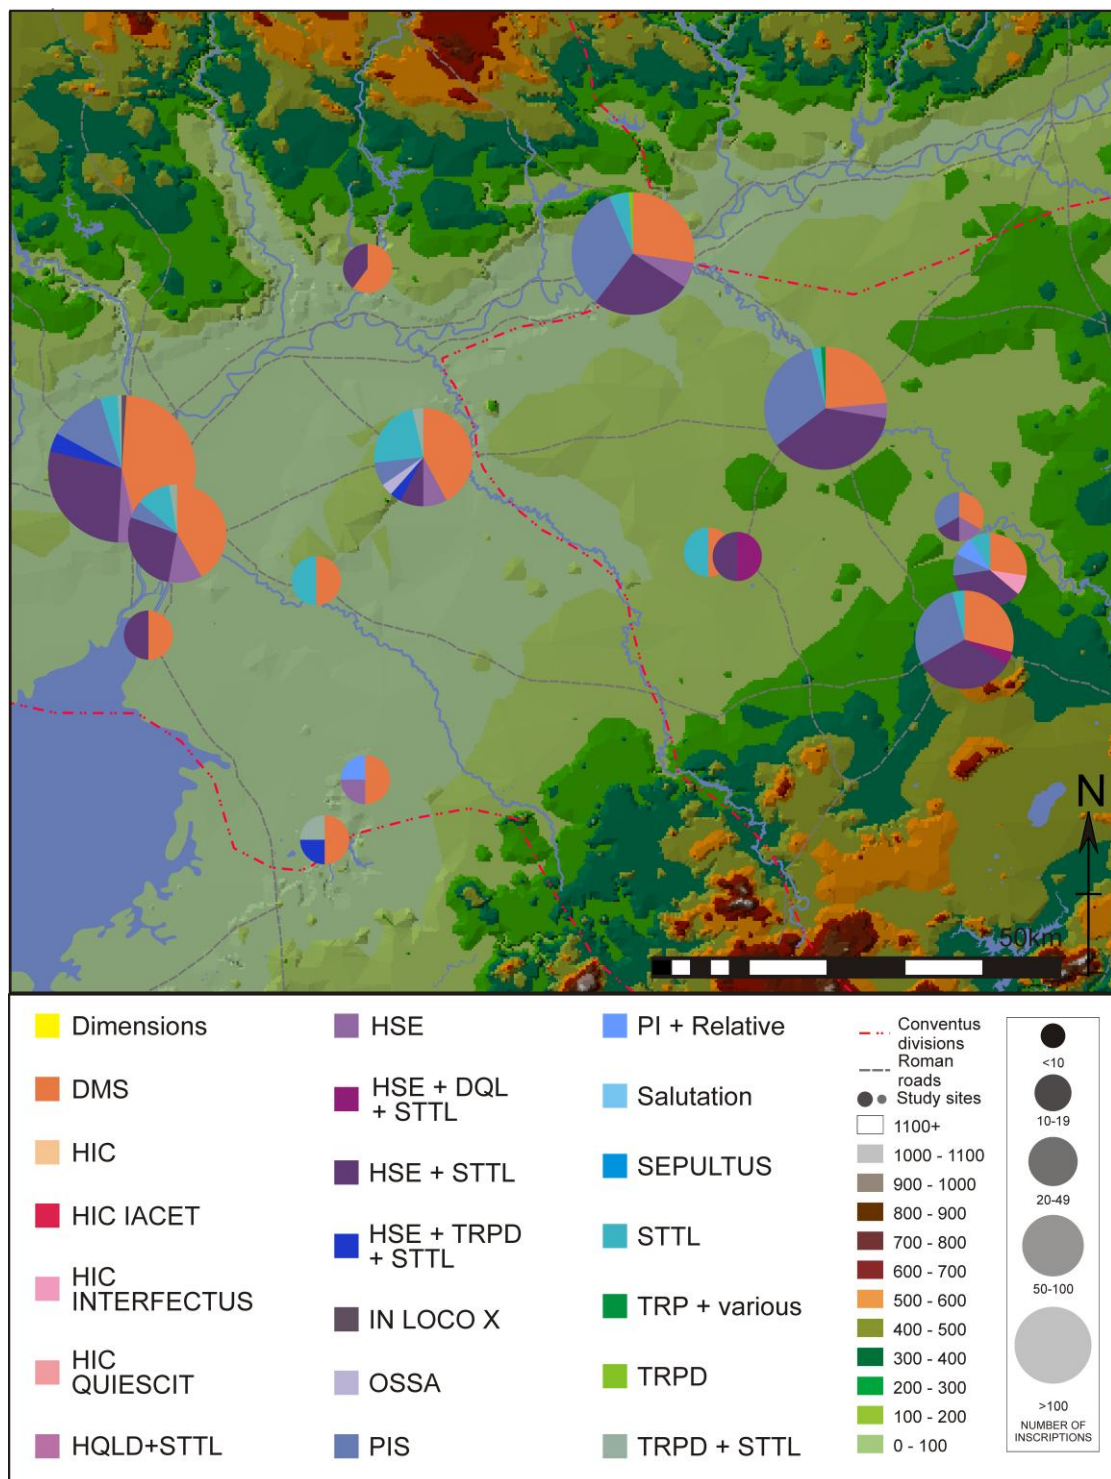 N
50km
Dimensions
DMS
HIC
HIC IACET
HIC
INTERFECTUS
HIC
QUIESCIT
HQLD+STTL
HSE
HSE + DQL
+ STTL
HSE + STTL
HSE + TRPD
+ STTL
IN LOCO X
OSSA
PIS
PI + Relative
Salutation
SEPULTUS
STTL
TRP + various
TRPD
TRPD + STTL
Conventus
divisions
Roman
roads
Study sites
1100+
1000 - 1100
900 - 1000
800 - 900
700 - 800
600 - 700
500 - 600
400 - 500
300 - 400
200 - 300
100 - 200
0 - 100
<10
10-19
20-49
50-100
>100
NUMBER OF
INSCRIPTIONS